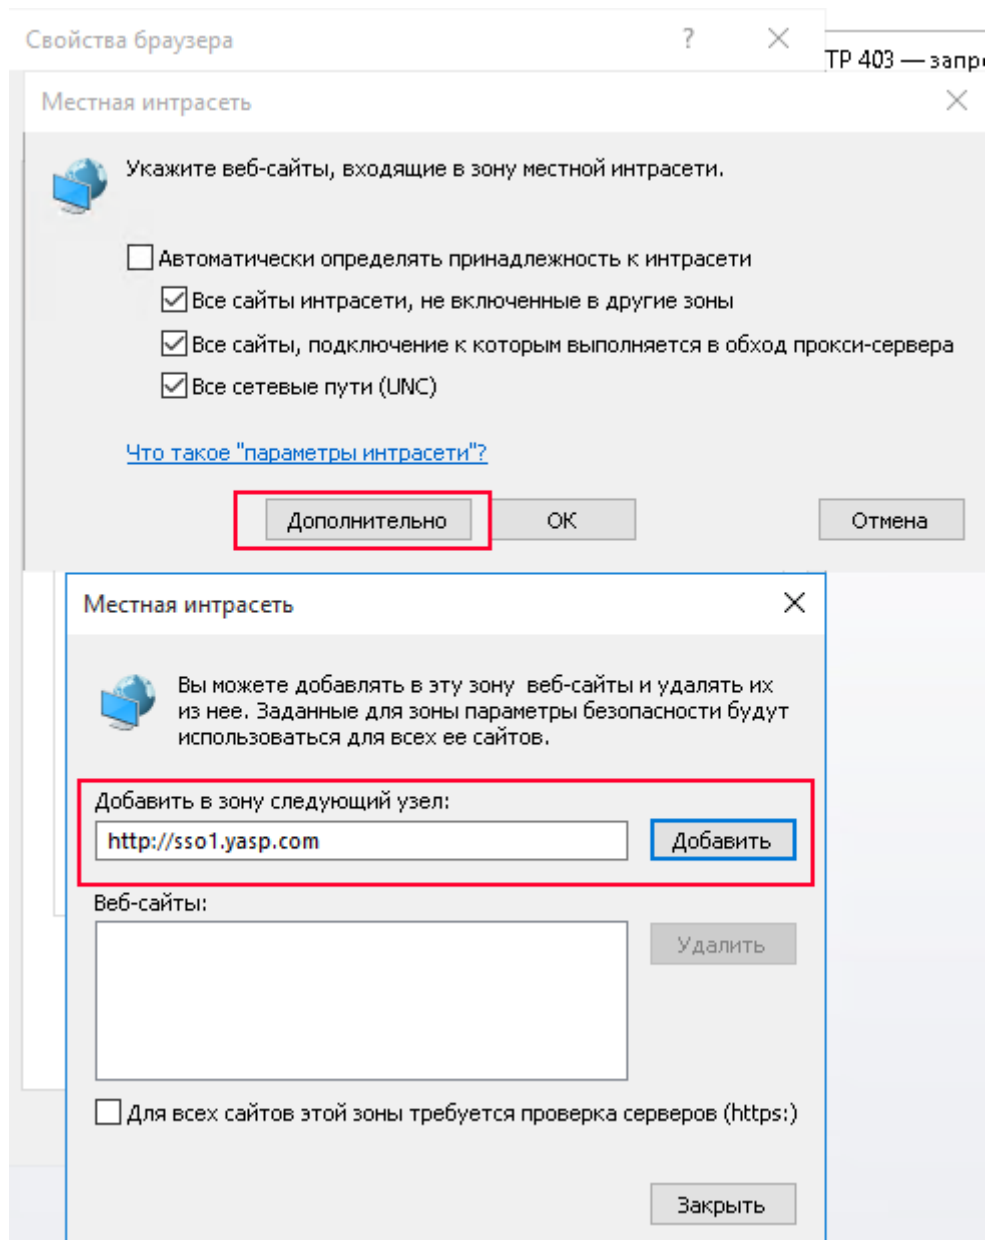 Свойства браузера
?
ТР 403 — запр
Местная интрасеть
Укажите веб-сайты, входящие в зону местной интрасети.
Автоматически определять принадлежность к интрасети
Все сайты интрасети, не включенные в другие зоны
Все сайты, подключение к которым выполняется в обход прокси-сервера
Все сетевые пути (UNC)
Что такое "параметры интрасети"?
Дополнительно
ОК
Отмена
Местная интрасеть
Вы можете добавлять в эту зону веб-сайты и удалять их
из нее. Заданные для зоны параметры безопасности будут
использоваться для всех ее сайтов.
Добавить в зону следующий узел:
http://sso1.yasp.com
Добавить
Веб-сайты:
Удалить
Для всех сайтов этой зоны требуется проверка серверов (https:)
Закрыть